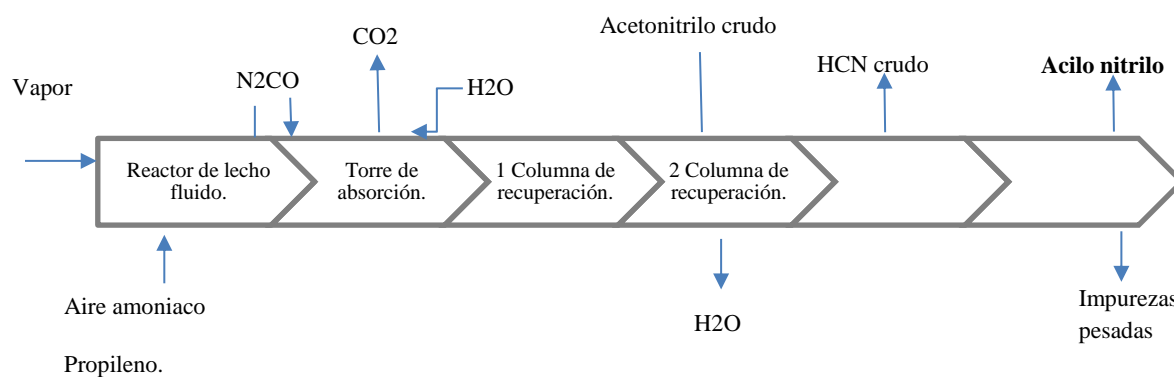 Acetonitrilo crudo
CO2
HCN crudo
Acilo nitrilo
Vapor
N2CO
H2O
Reactor de lecho
fluido.
Torre de
absorción.
1 Columna de
recuperación.
2 Columna de
recuperación.
Aire amoniaco
Propileno.
H2O
Impurezas
pesadas